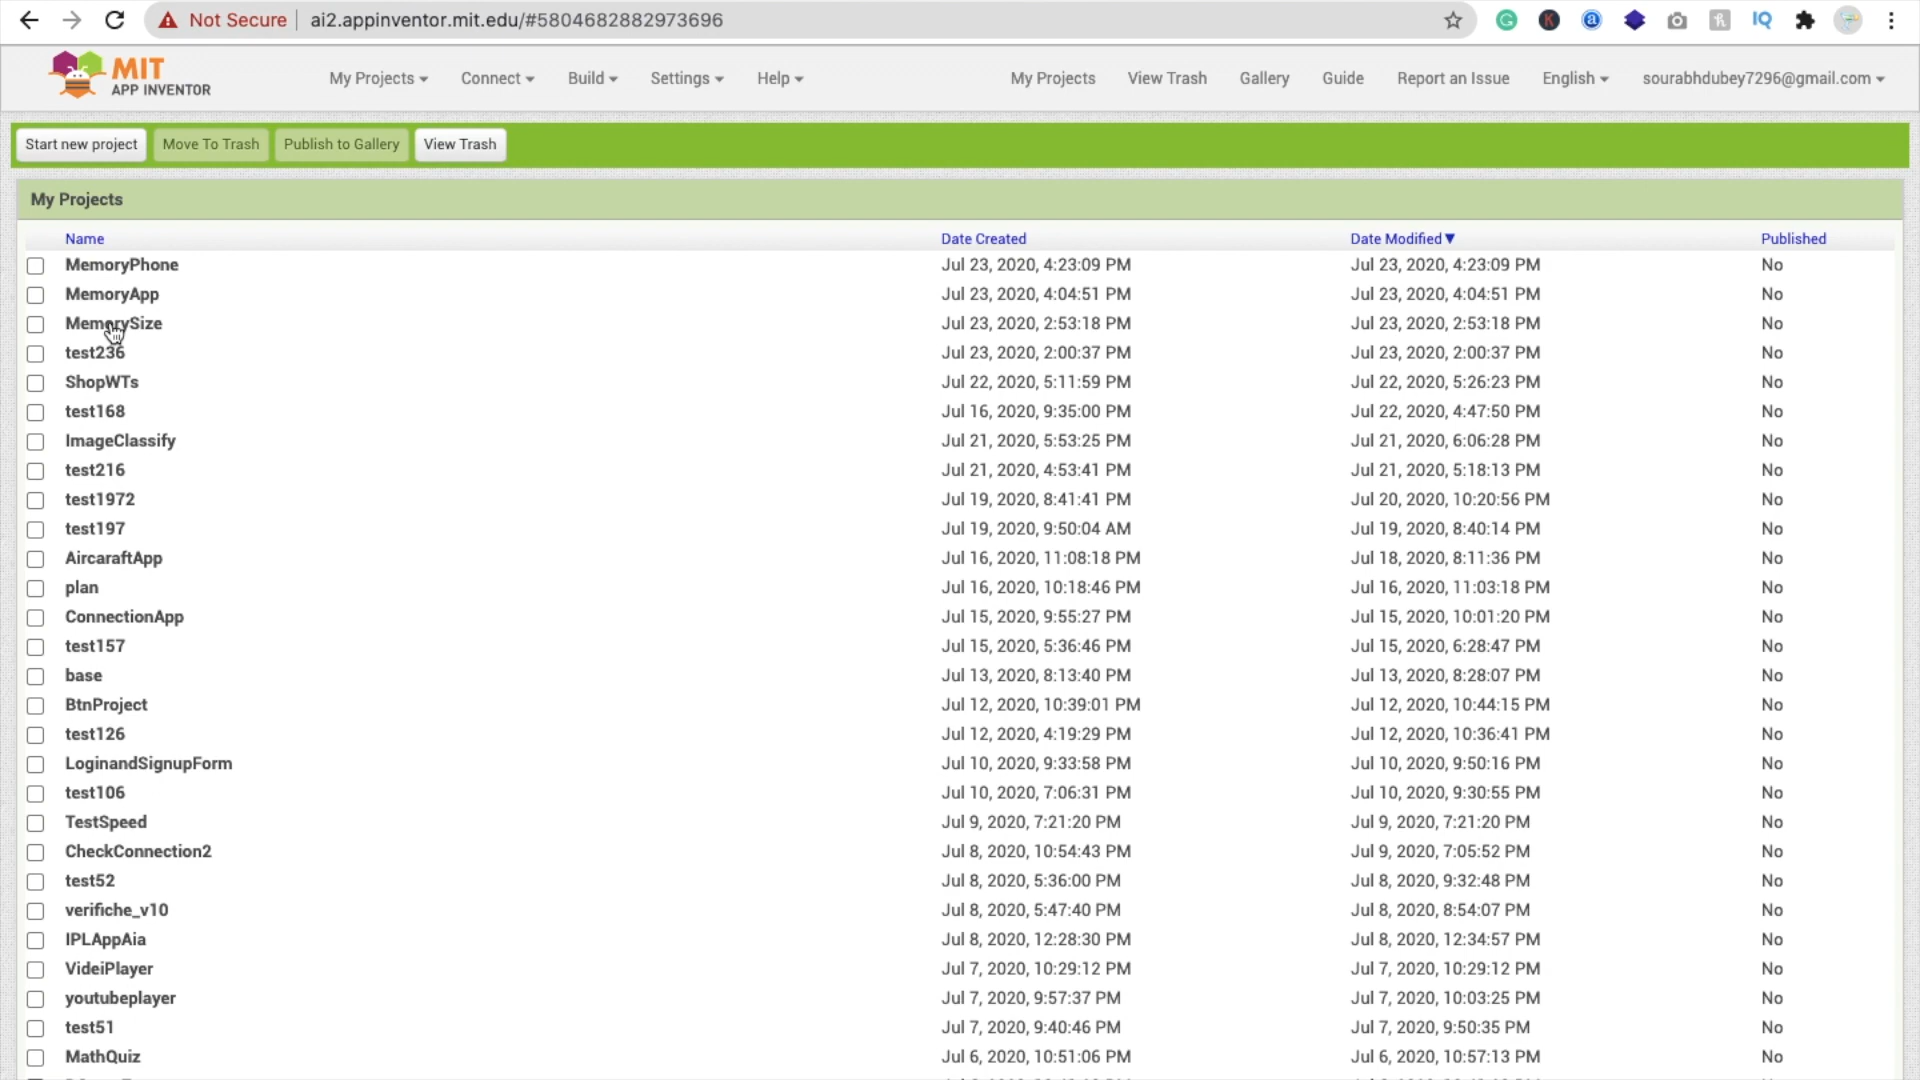 Not Secure ai2.appinventor.mit.edu/#5804682882973696
MIT APP INVENTOR My Projects Connect Build Settings Help My Projects View Trash Gallery Guide Report an Issue English sourabhdubey7296@gmail.com
Start new project Move To Trash Publish to Gallery View Trash
My Projects
Name Date Created Date Modified▼ Published
MemoryPhone Jul 23, 2020, 4:23:09 PM Jul 23, 2020, 4:23:09 PM No
MemoryApp Jul 23, 2020, 4:04:51 PM Jul 23, 2020, 4:04:51 PM No
MemorySize Jul 23, 2020, 2:53:18 PM Jul 23, 2020, 2:53:18 PM No
test236 Jul 23, 2020, 2:00:37 PM Jul 23, 2020, 2:00:37 PM No
ShopWTs Jul 22, 2020, 5:11:59 PM Jul 22, 2020, 5:26:23 PM No
test168 Jul 16, 2020, 9:35:00 PM Jul 22, 2020, 4:47:50 PM No
ImageClassify Jul 21, 2020, 5:53:25 PM Jul 21, 2020, 6:06:28 PM No
test216 Jul 21, 2020, 4:53:41 PM Jul 21, 2020, 5:18:13 PM No
test1972 Jul 19, 2020, 8:41:41 PM Jul 20, 2020, 10:20:56 PM No
test197 Jul 19, 2020, 9:50:04 AM Jul 19, 2020, 8:40:14 PM No
AircaraftApp Jul 16, 2020, 11:08:18 PM Jul 18, 2020, 8:11:36 PM No
plan Jul 16, 2020, 10:18:46 PM Jul 16, 2020, 11:03:18 PM No
ConnectionApp Jul 15, 2020, 9:55:27 PM Jul 15, 2020, 10:01:20 PM No
test157 Jul 15, 2020, 5:36:46 PM Jul 15, 2020, 6:28:47 PM No
base Jul 13, 2020, 8:13:40 PM Jul 13, 2020, 8:28:07 PM No
BtnProject Jul 12, 2020, 10:39:01 PM Jul 12, 2020, 10:44:15 PM No
test126 Jul 12, 2020, 4:19:29 PM Jul 12, 2020, 10:36:41 PM No
LoginandSignupForm Jul 10, 2020, 9:33:58 PM Jul 10, 2020, 9:50:16 PM No
test106 Jul 10, 2020, 7:06:31 PM Jul 10, 2020, 9:30:55 PM No
TestSpeed Jul 9, 2020, 7:21:20 PM Jul 9, 2020, 7:21:20 PM No
CheckConnection2 Jul 8, 2020, 10:54:43 PM Jul 9, 2020, 7:05:52 PM No
test52 Jul 8, 2020, 5:36:00 PM Jul 8, 2020, 9:32:48 PM No
verifiche_v10 Jul 8, 2020, 5:47:40 PM Jul 8, 2020, 8:54:07 PM No
IPLAppAia Jul 8, 2020, 12:28:30 PM Jul 8, 2020, 12:34:57 PM No
VideiPlayer Jul 7, 2020, 10:29:12 PM Jul 7, 2020, 10:29:12 PM No
youtubeplayer Jul 7, 2020, 9:57:37 PM Jul 7, 2020, 10:03:25 PM No
test51 Jul 7, 2020, 9:40:46 PM Jul 7, 2020, 9:50:35 PM No
MathQuiz Jul 6, 2020, 10:51:06 PM Jul 6, 2020, 10:57:13 PM No